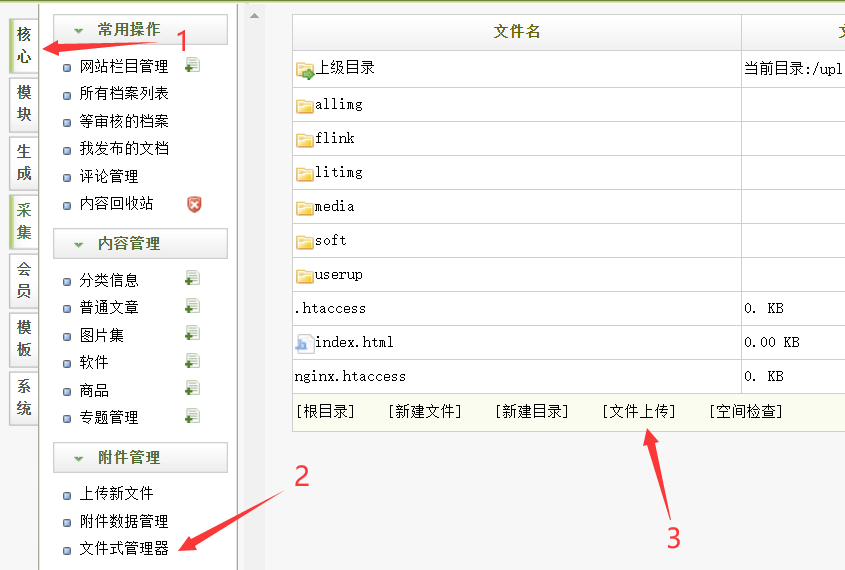 核心
模块
生成
采集
会员
模板
系统
常用操作
1
网站栏目管理
所有档案列表
等审核的档案
我发布的文档
评论管理
内容回收站
内容管理
分类信息
普通文章
图片集
软件
商品
专题管理
附件管理
上传新文件
附件数据管理
文件式管理器
2
文件名
上级目录 当前目录:/upl
allimg
flink
litimg
media
soft
userup
.htaccess 0. KB
index.html 0.00 KB
nginx.htaccess 0. KB
[根目录] [新建文件] [新建目录] [文件上传] [空间检查]
3